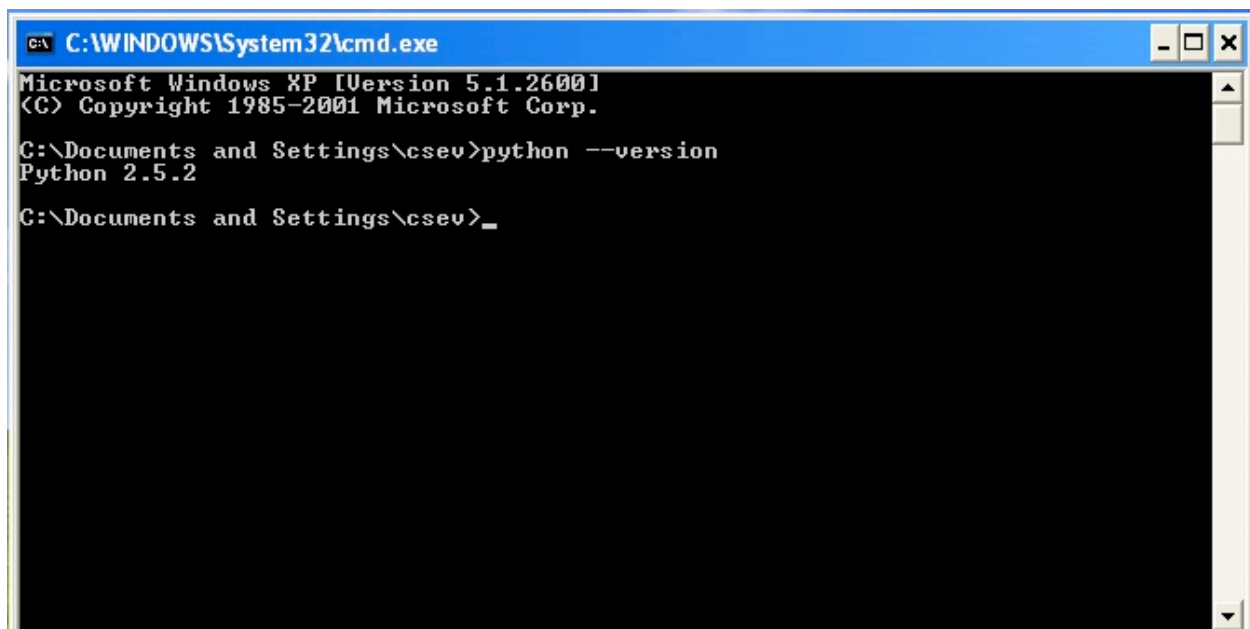 C:\WINDOWS\System32\cmd.exe
Microsoft Windows XP [Version 5.1.2600]
(C) Copyright 1985-2001 Microsoft Corp.
C:\Documents and Settings\csev>python --version
Python 2.5.2
C:\Documents and Settings\csev>_